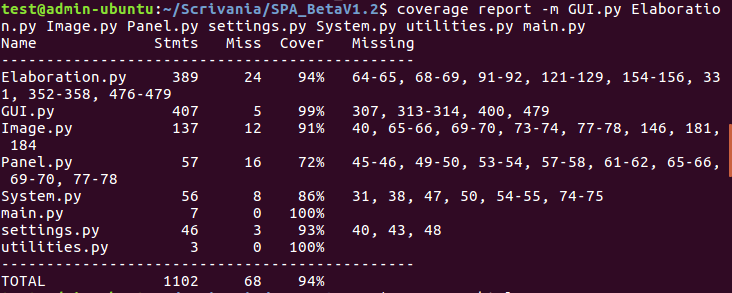 test@admin-ubuntu:~/Scrivania/SPA_BetaV1.2$ coverage report -m GUI.py Elaboratio
n.py Image.py Panel.py settings.py System.py utilities.py main.py
Name             Stmts   Miss  Cover   Missing
----------------------------------------------
Elaboration.py     389     24    94%   64-65, 68-69, 91-92, 121-129, 154-156, 33
1, 352-358, 476-479
GUI.py             407      5    99%   307, 313-314, 400, 479
Image.py           137     12    91%   40, 65-66, 69-70, 73-74, 77-78, 146, 181,
 184
Panel.py            57     16    72%   45-46, 49-50, 53-54, 57-58, 61-62, 65-66,
 69-70, 77-78
System.py           56      8    86%   31, 38, 47, 50, 54-55, 74-75
main.py              7      0   100%
settings.py         46      3    93%   40, 43, 48
utilities.py         3      0   100%
----------------------------------------------
TOTAL             1102     68    94%